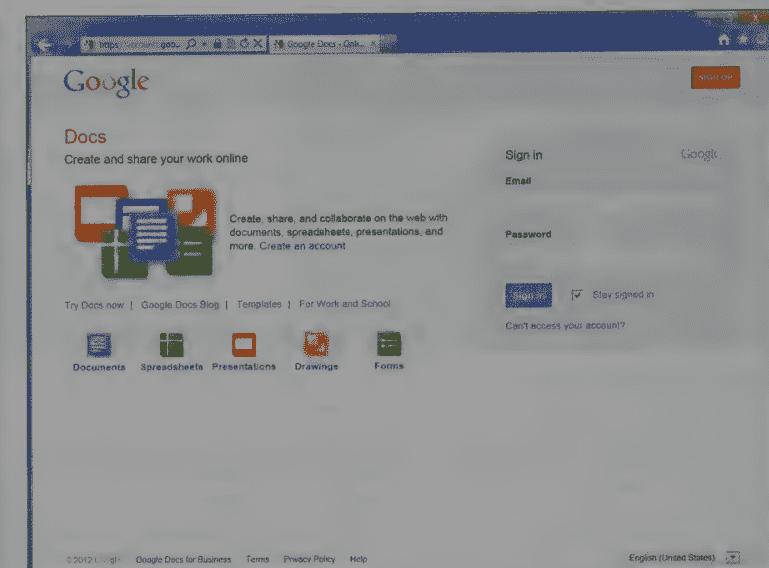 Google Docs - Onli...
Google
SIGN UP
Docs
Create and share your work online
Create, share, and collaborate on the web with
documents, spreadsheets, presentations, and
more. Create an account
Try Docs now | Google Docs Blog | Templates | For Work and School
Documents Spreadsheets Presentations Drawings Forms
Sign in Google
Email
Password
Sign in Stay signed in
Can't access your account?
© 2012 Google Google Docs for Business Terms Privacy Policy Help
English (United States)